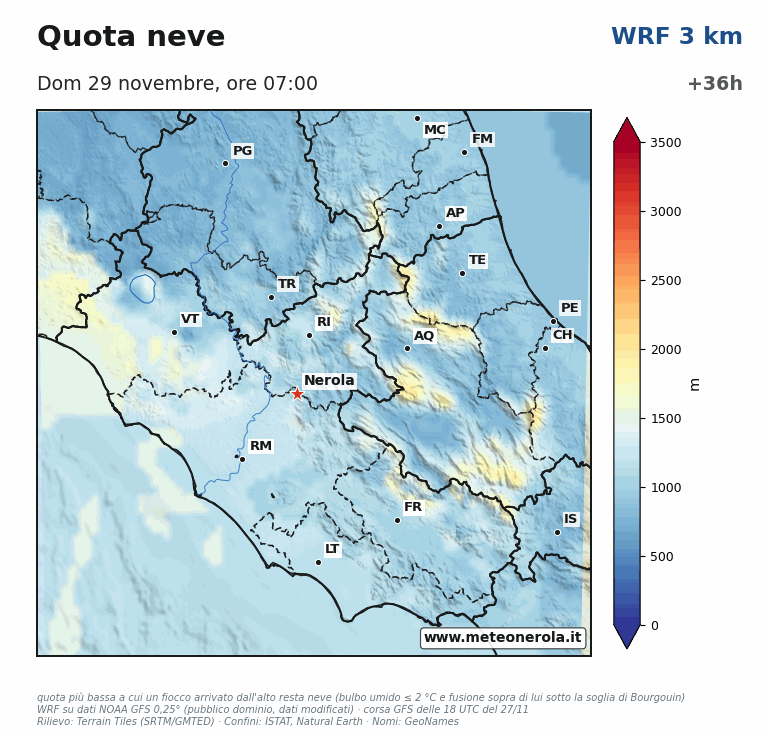 Quota neve
WRF 3 km
Dom 29 novembre, ore 07:00
+36h
MC
FM
PG
AP
TE
TR
PE
VT
RI
CH
AQ
Nerola
RM
FR
IS
LT
www.meteonerola.it
3500
3000
2500
2000
1500
1000
500
0
m
quota più bassa a cui un fiocco arrivato dall'alto resta neve (bulbo umido ≤ 2 °C e fusione sopra di lui sotto la soglia di Bourgouin)
WRF su dati NOAA GFS 0,25° (pubblico dominio, dati modificati) · corsa GFS delle 18 UTC del 27/11
Rilievo: Terrain Tiles (SRTM/GMTED) · Confini: ISTAT, Natural Earth · Nomi: GeoNames